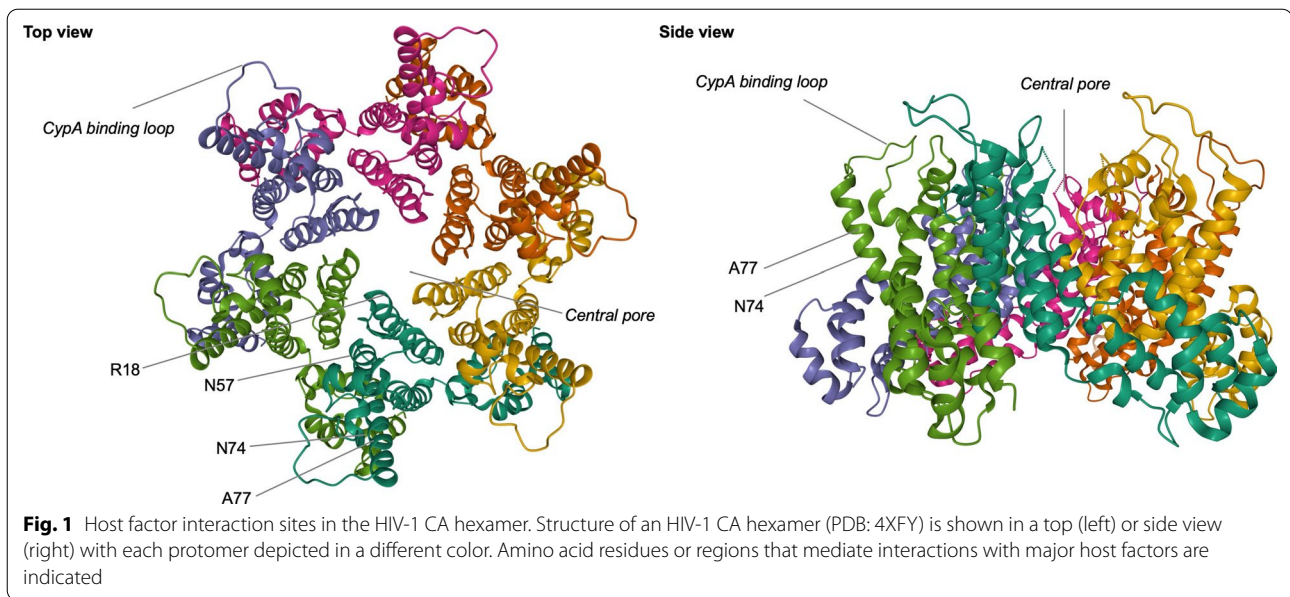 Top view
Side view
CypA binding loop
Central pore
R18
N57
N74
A77
CypA binding loop
Central pore
A77
N74
Fig. 1 Host factor interaction sites in the HIV-1 CA hexamer. Structure of an HIV-1 CA hexamer (PDB: 4XFY) is shown in a top (left) or side view
(right) with each protomer depicted in a different color. Amino acid residues or regions that mediate interactions with major host factors are
indicated